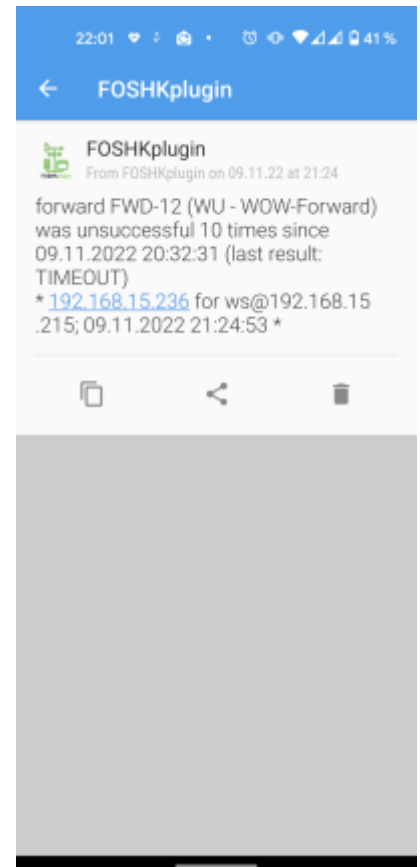 22:01 41%
FOSHKplugin
FOSHKplugin
From FOSHKplugin on 09.11.22 at 21:24
forward FWD-12 (WU - WOW-Forward)
was unsuccessful 10 times since
09.11.2022 20:32:31 (last result:
TIMEOUT)
* 192.168.15.236 for ws@192.168.15
.215; 09.11.2022 21:24:53 *